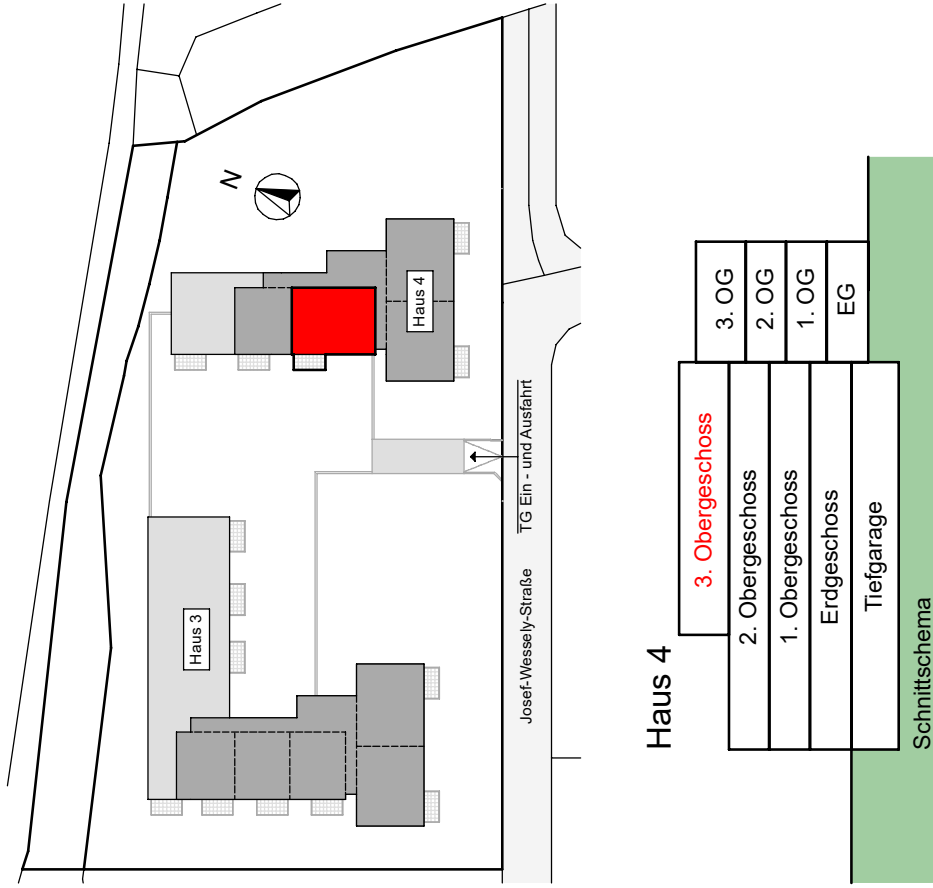 N
Haus 4
Haus 3
TG Ein - und Ausfahrt
Josef-Wessely-Straße
Haus 4
3. Obergeschoss
2. Obergeschoss
1. Obergeschoss
Erdgeschoss
Tiefgarage
3. OG
2. OG
1. OG
EG
Schnittschema